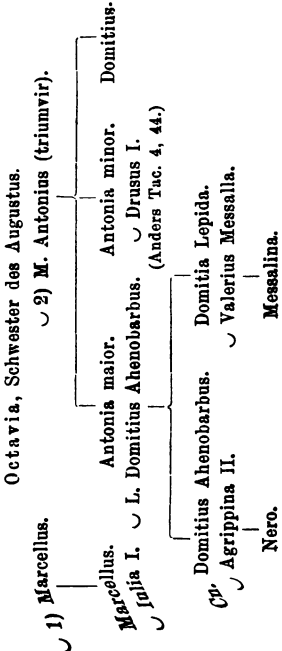 Octavia, Schwester des Augustus.
◡ 1) Marcellus. ◡ 2) M. Antonius (triumvir).
Marcellus. Antonia maior. Antonia minor. Domitius.
◡ Iulia I. ◡ L. Domitius Ahenobarbus. ◡ Drusus I.
(Anders Tac. 4, 44.)
Cn. Domitius Ahenobarbus. Domitia Lepida.
◡ Agrippina II. ◡ Valerius Messalla.
Nero. Messalina.